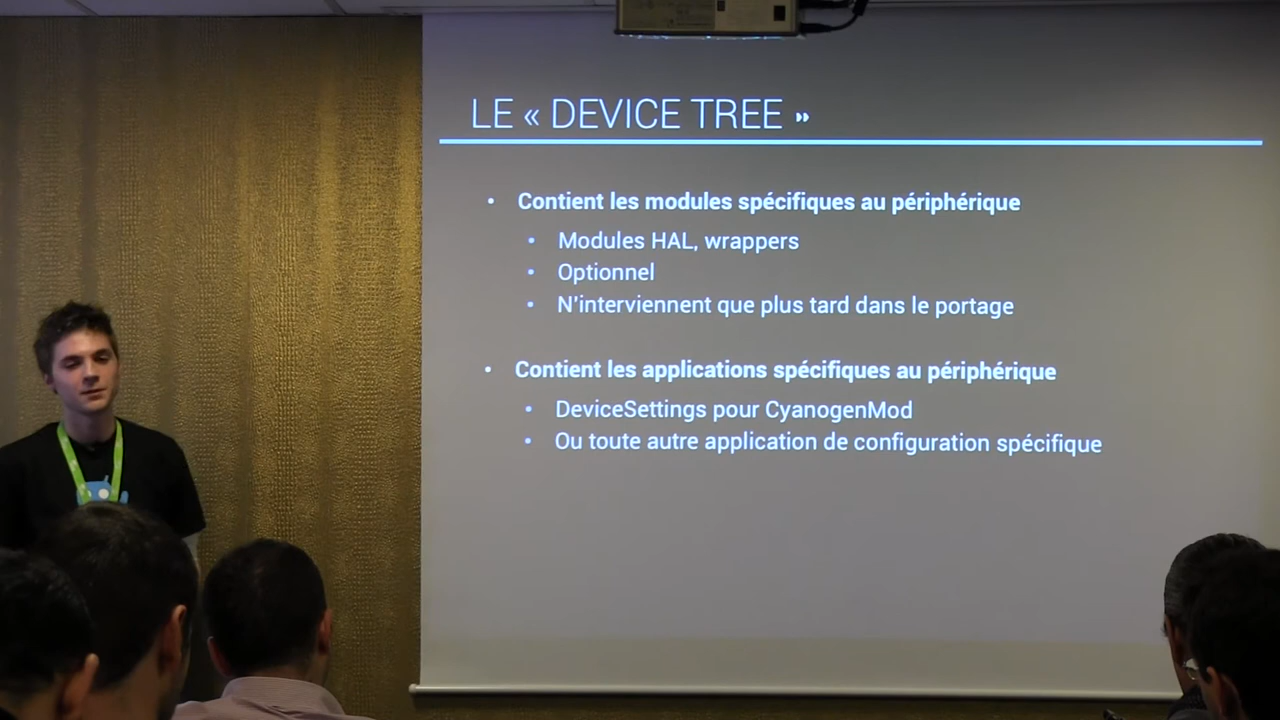 LE « DEVICE TREE »
• Contient les modules spécifiques au périphérique
• Modules HAL, wrappers
• Optionnel
• N'interviennent que plus tard dans le portage
• Contient les applications spécifiques au périphérique
• DeviceSettings pour CyanogenMod
• Ou toute autre application de configuration spécifique